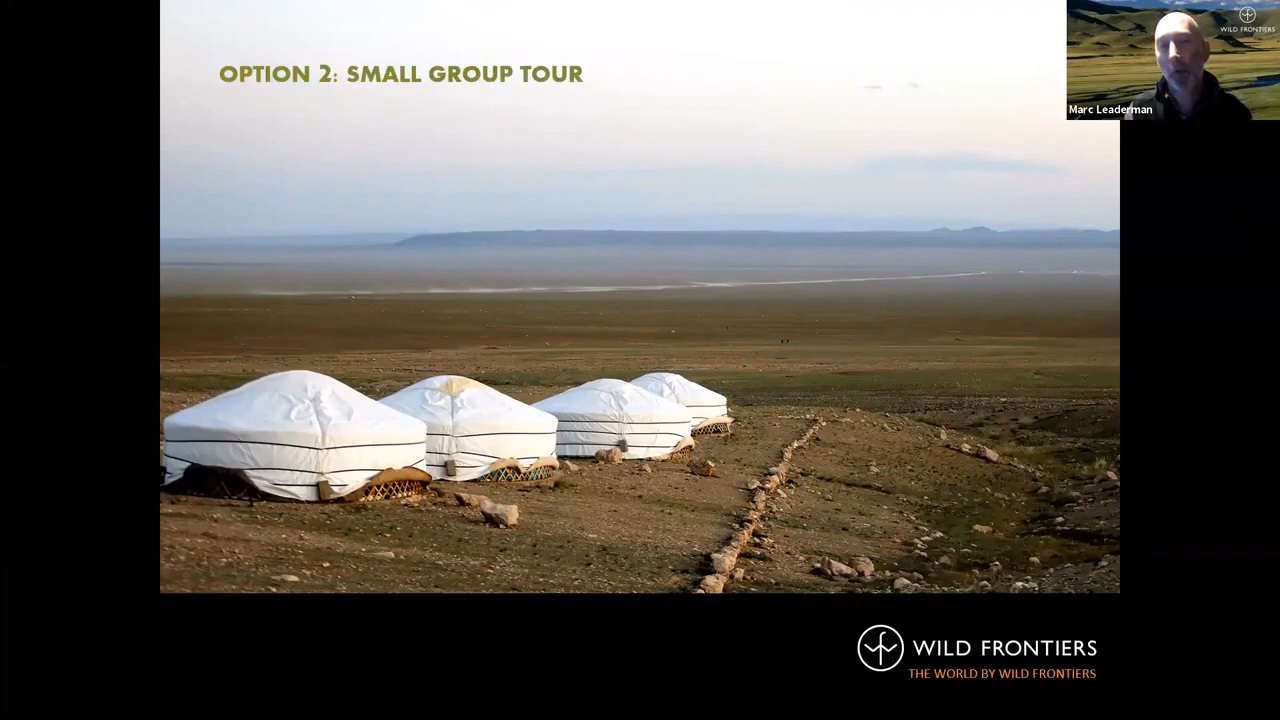 OPTION 2: SMALL GROUP TOUR
WILD FRONTIERS
Marc Leaderman
WILD FRONTIERS
THE WORLD BY WILD FRONTIERS